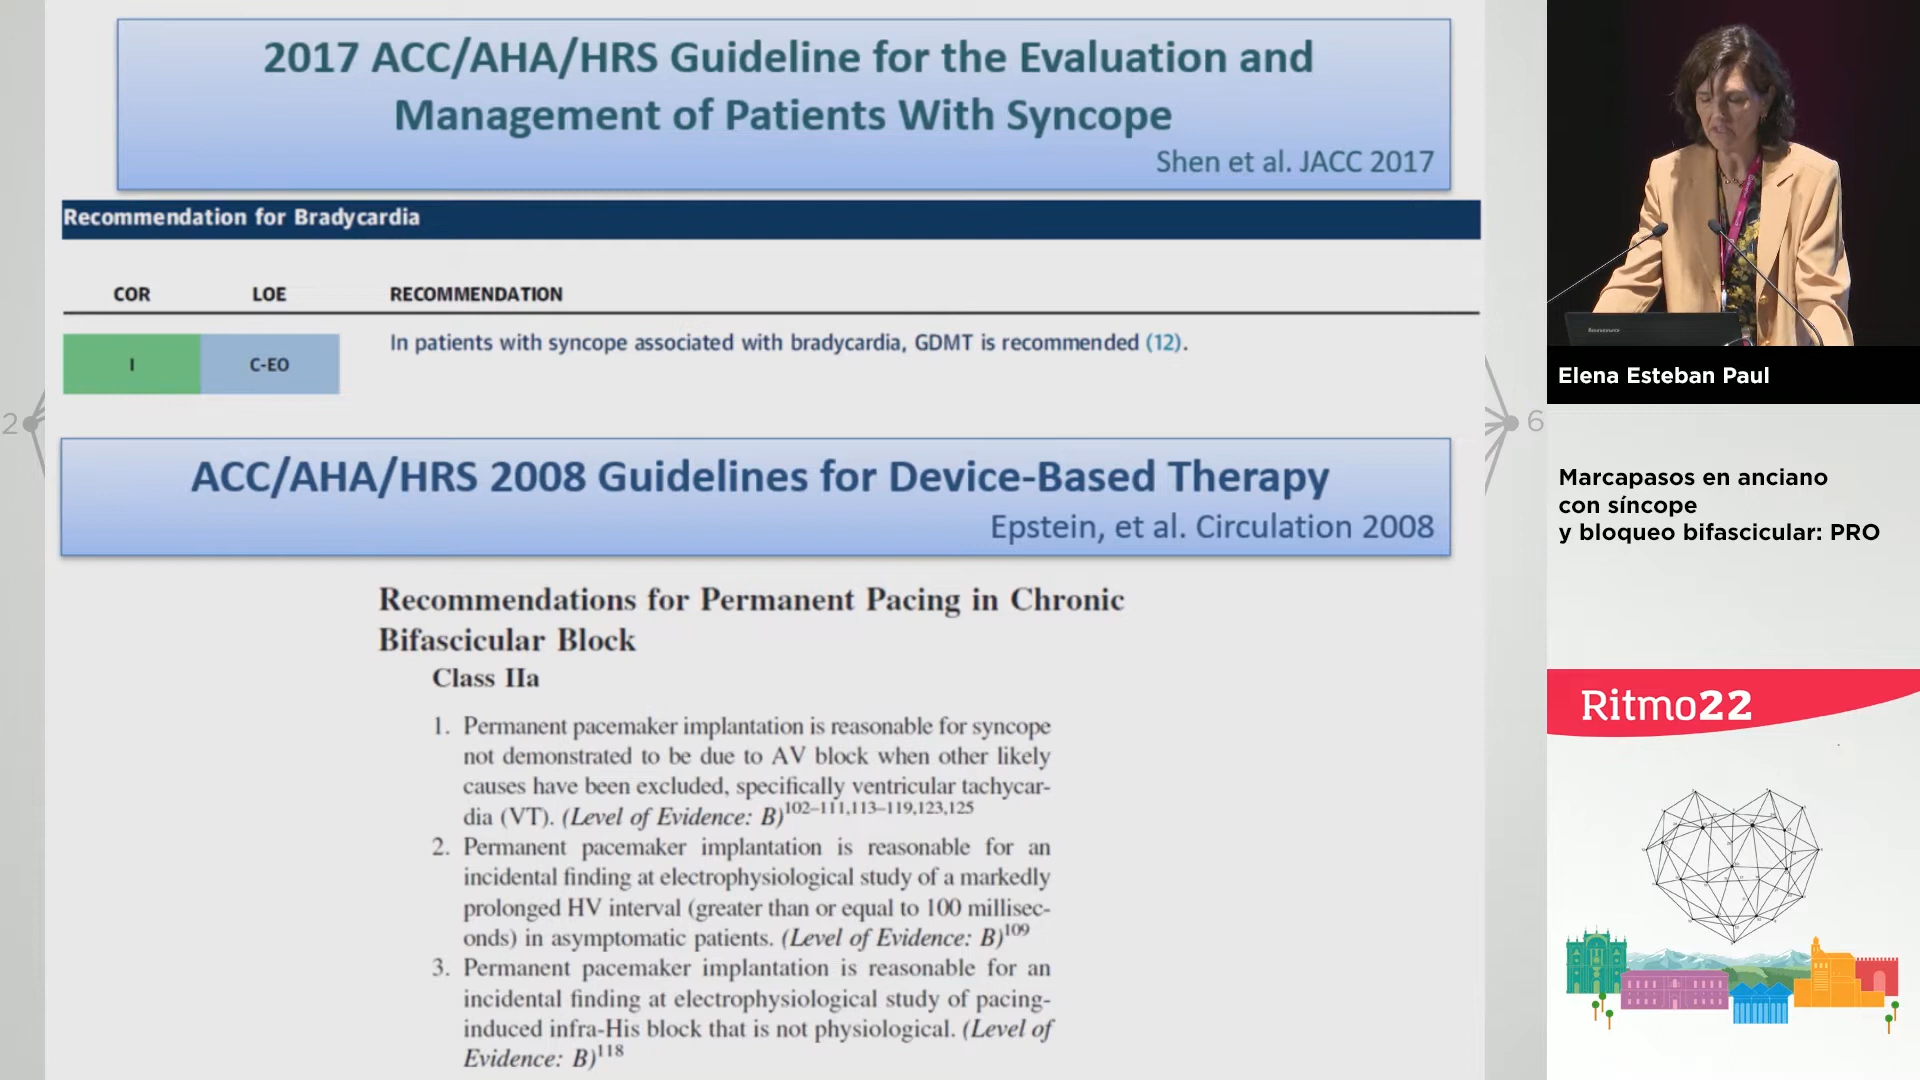 2017 ACC/AHA/HRS Guideline for the Evaluation and
Management of Patients With Syncope
Shen et al. JACC 2017
Recommendation for Bradycardia
COR LOE RECOMMENDATION
I C-EO In patients with syncope associated with bradycardia, GDMT is recommended (12).
2
6
ACC/AHA/HRS 2008 Guidelines for Device-Based Therapy
Epstein, et al. Circulation 2008
Recommendations for Permanent Pacing in Chronic
Bifascicular Block
Class IIa
1. Permanent pacemaker implantation is reasonable for syncope
not demonstrated to be due to AV block when other likely
causes have been excluded, specifically ventricular tachycar-
dia (VT). (Level of Evidence: B)102–111,113–119,123,125
2. Permanent pacemaker implantation is reasonable for an
incidental finding at electrophysiological study of a markedly
prolonged HV interval (greater than or equal to 100 millisec-
onds) in asymptomatic patients. (Level of Evidence: B)109
3. Permanent pacemaker implantation is reasonable for an
incidental finding at electrophysiological study of pacing-
induced infra-His block that is not physiological. (Level of
Evidence: B)118
lenovo
Elena Esteban Paul
Marcapasos en anciano
con síncope
y bloqueo bifascicular: PRO
Ritmo22